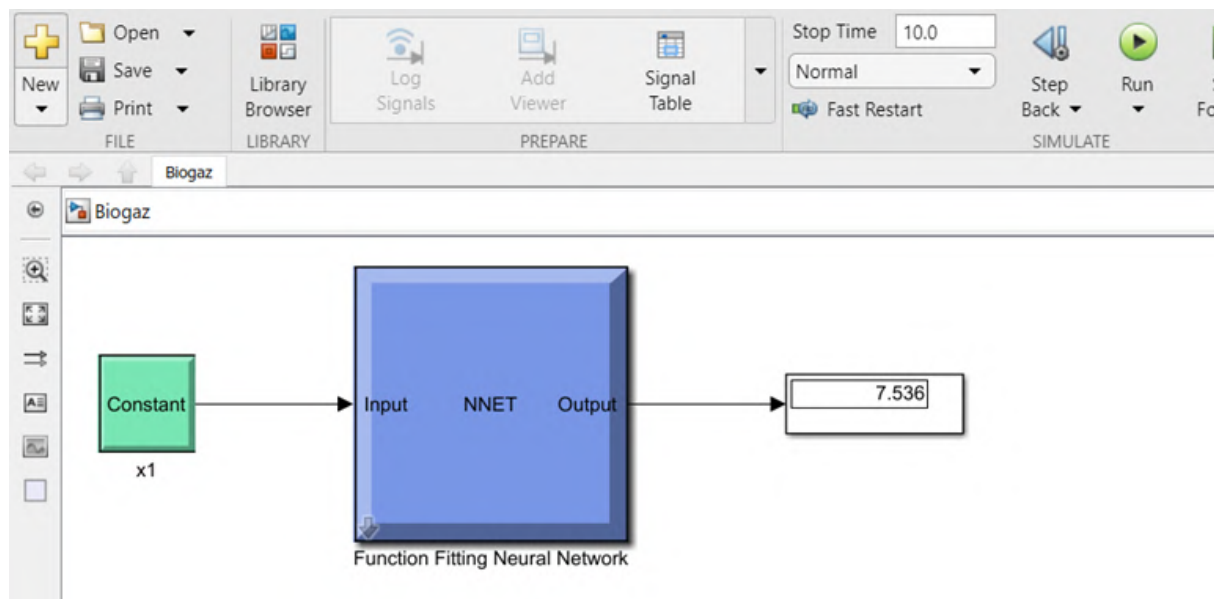 New
Open
Save
Print
FILE
Library
Browser
LIBRARY
Log
Signals
Add
Viewer
Signal
Table
PREPARE
Stop Time 10.0
Normal
Fast Restart
Step
Back
Run
SIMULATE
Biogaz
Biogaz
Constant
x1
Input NNET Output
Function Fitting Neural Network
7.536